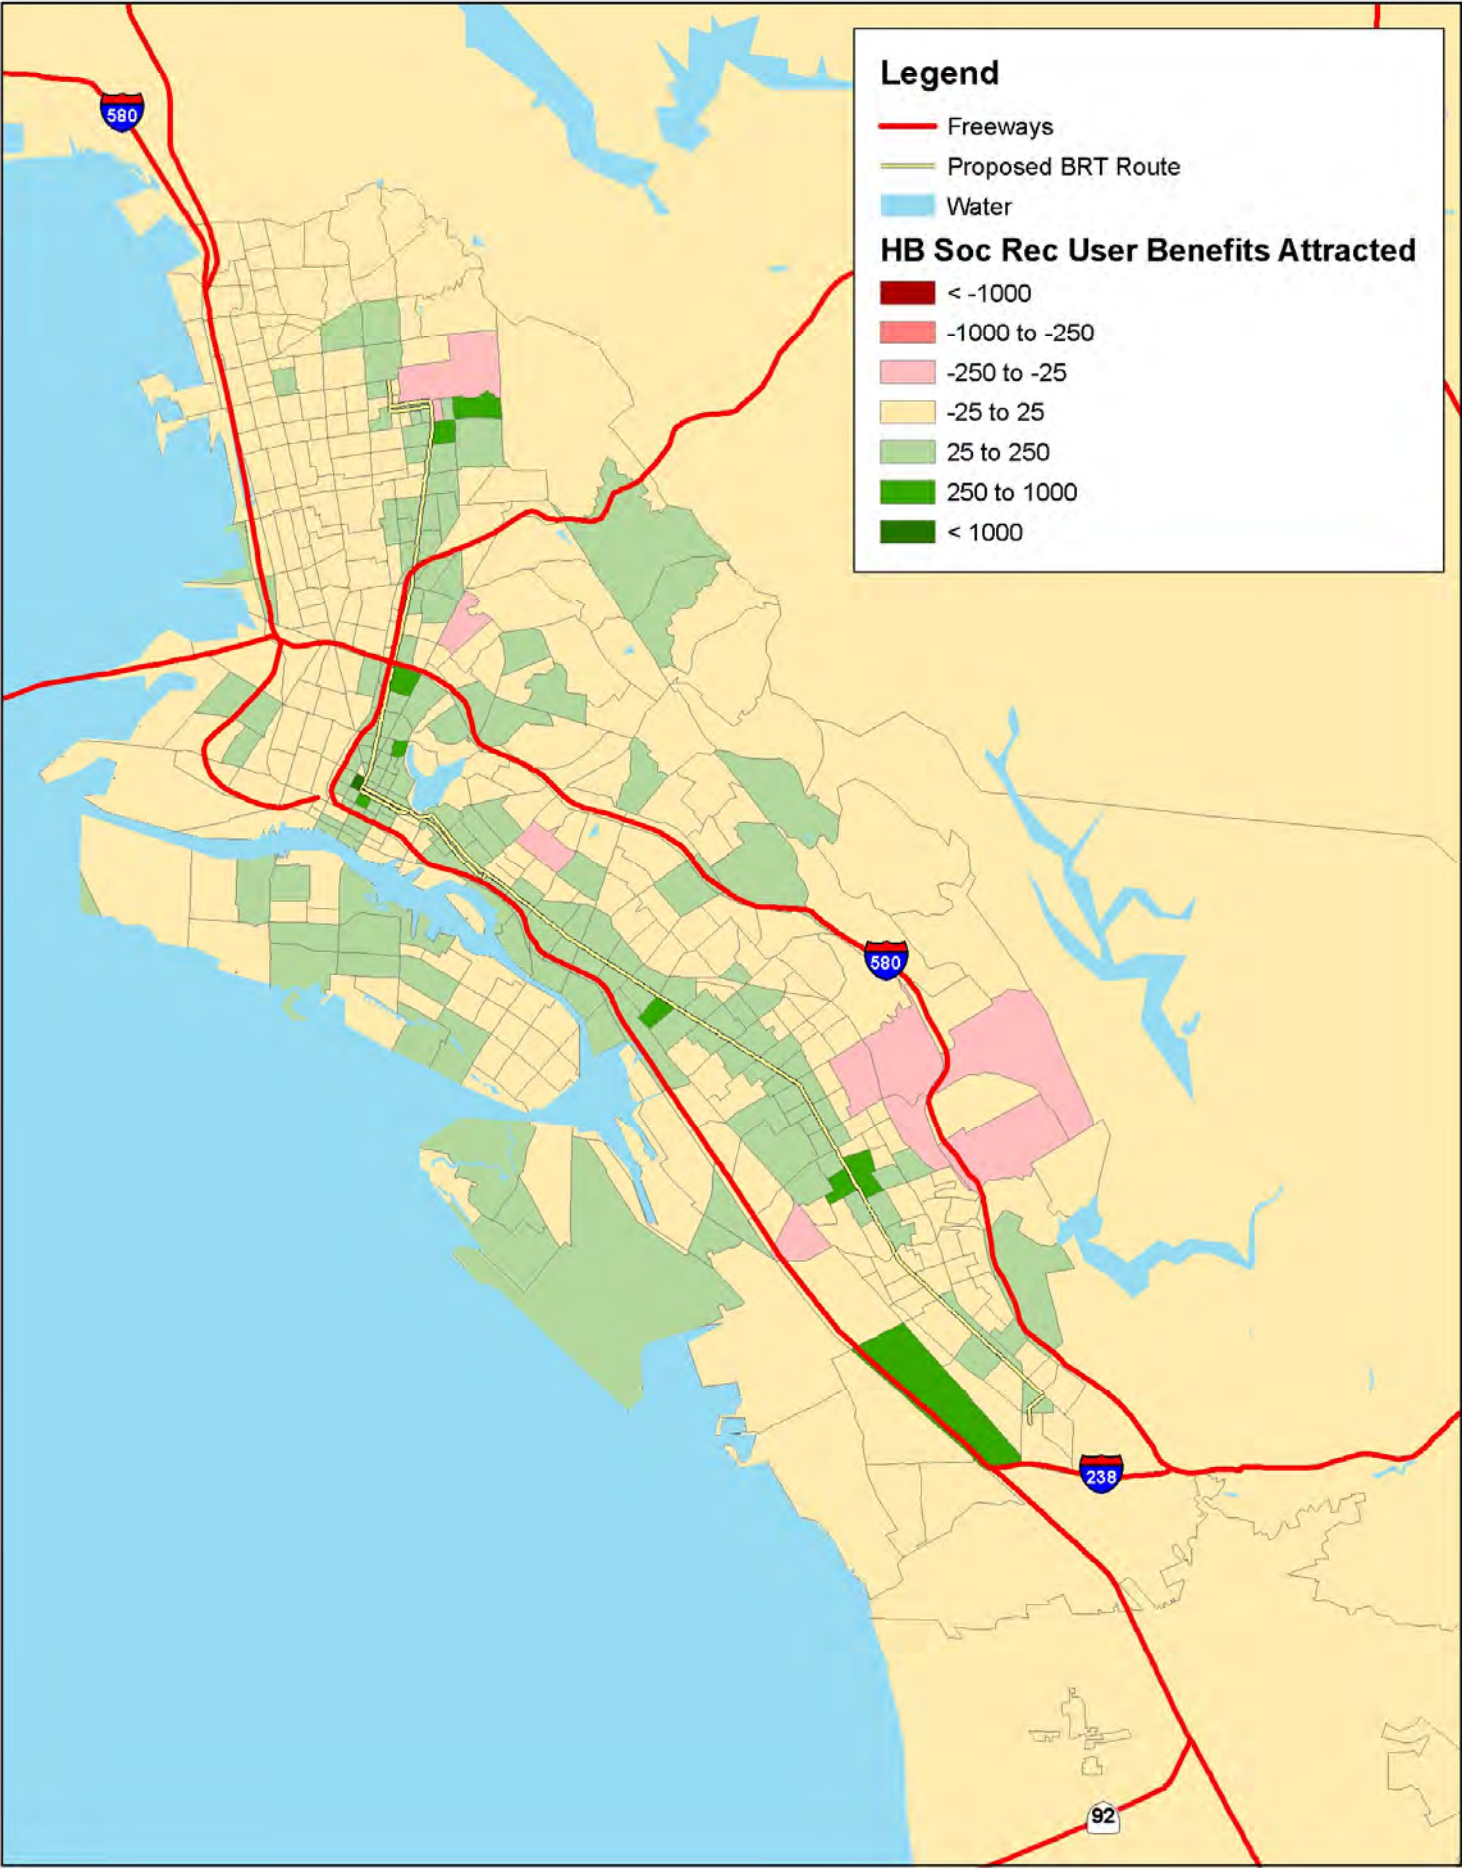 580
Legend
Freeways
Proposed BRT Route
Water
HB Soc Rec User Benefits Attracted
< -1000
-1000 to -250
-250 to -25
-25 to 25
25 to 250
250 to 1000
< 1000
580
238
92